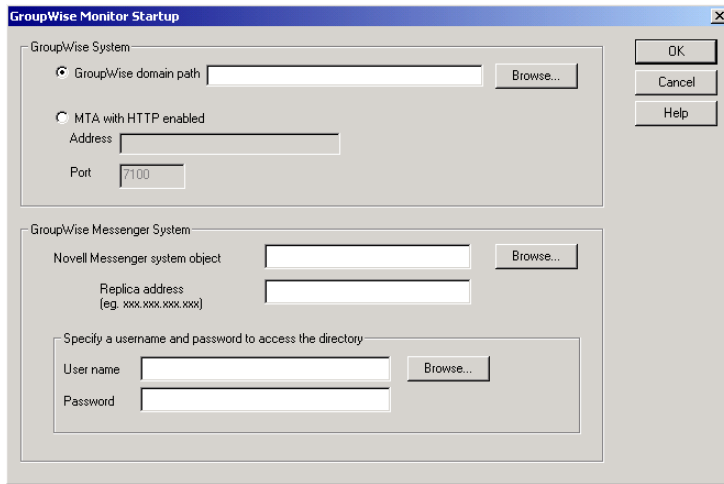 GroupWise Monitor Startup
GroupWise System
GroupWise domain path
Browse...
MTA with HTTP enabled
Address
Port
7100
OK
Cancel
Help
GroupWise Messenger System
Novell Messenger system object
Browse...
Replica address
(eg. xxx.xxx.xxx.xxx)
Specify a username and password to access the directory
User name
Browse...
Password